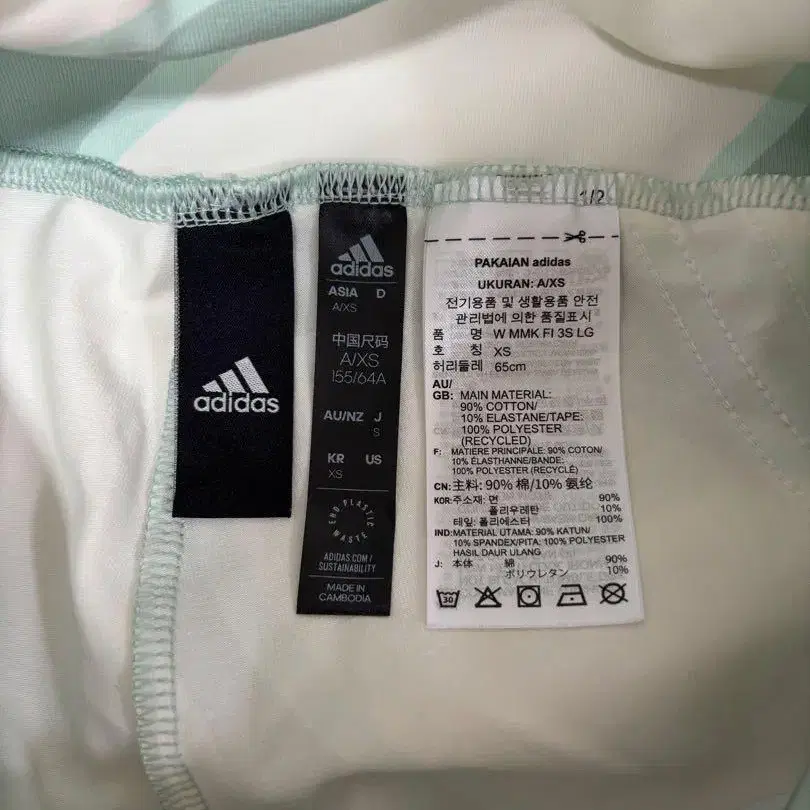 adidas
adidas
ASIA D
A/XS
中国尺码
A/XS
155/64A
AU/NZ J
S
KR US
XS
END PLASTIC WASTE
ADIDAS.COM/
SUSTAINABILITY
MADE IN
CAMBODIA
1/2
PAKAIAN adidas
UKURAN: A/XS
전기용품 및 생활용품 안전
관리법에 의한 품질표시
품 명 W MMK FI 3S LG
호 칭 XS
허리둘레 65cm
AU/
GB: MAIN MATERIAL:
90% COTTON/
10% ELASTANE/TAPE:
100% POLYESTER
(RECYCLED)
F: MATIERE PRINCIPALE: 90% COTON/
10% ÉLASTHANNE/BANDE:
100% POLYESTER (RECYCLÉ)
CN: 主料: 90% 棉/10% 氨纶
KOR: 주소재: 면 90%
폴리우레탄 10%
테잎: 폴리에스터 100%
IND: MATERIAL UTAMA: 90% KATUN/
10% SPANDEX/PITA: 100% POLYESTER
HASIL DAUR ULANG
J: 本体 綿 90%
ポリウレタン 10%
30